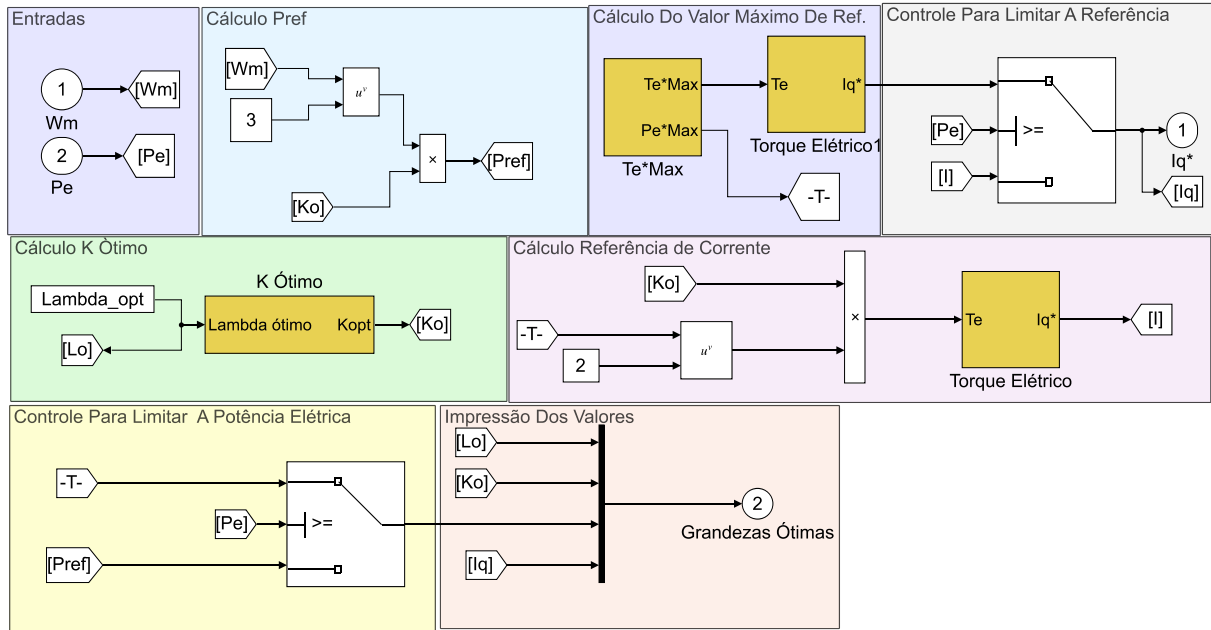 Entradas
1
[Wm]
Wm
2
[Pe]
Pe
Cálculo Pref
[Wm]
3
u^v
×
[Pref]
[Ko]
Cálculo Do Valor Máximo De Ref.
Te*Max
Pe*Max
Te*Max
Te
Iq*
Torque Elétrico1
-T-
Controle Para Limitar A Referência
[Pe]
>=
[I]
1
Iq*
[Iq]
Cálculo K Òtimo
K Ótimo
Lambda_opt
Lambda ótimo
Kopt
[Ko]
[Lo]
Cálculo Referência de Corrente
[Ko]
-T-
2
u^v
×
Te
Iq*
[I]
Torque Elétrico
Controle Para Limitar  A Potência Elétrica
-T-
[Pe]
>=
[Pref]
Impressão Dos Valores
[Lo]
[Ko]
[Iq]
2
Grandezas Ótimas